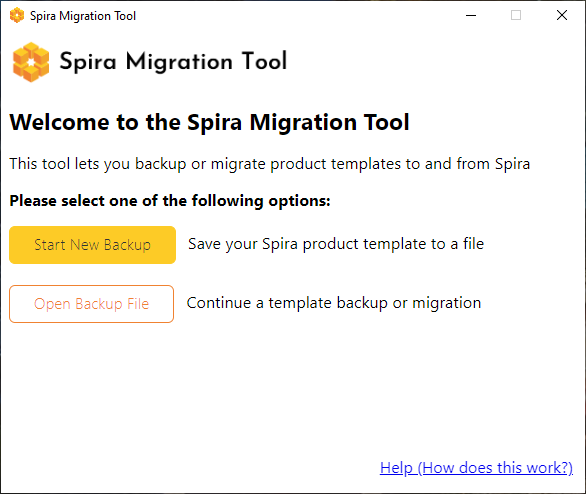 Spira Migration Tool
Spira Migration Tool
Welcome to the Spira Migration Tool
This tool lets you backup or migrate product templates to and from Spira
Please select one of the following options:
Start New Backup Save your Spira product template to a file
Open Backup File Continue a template backup or migration
Help (How does this work?)